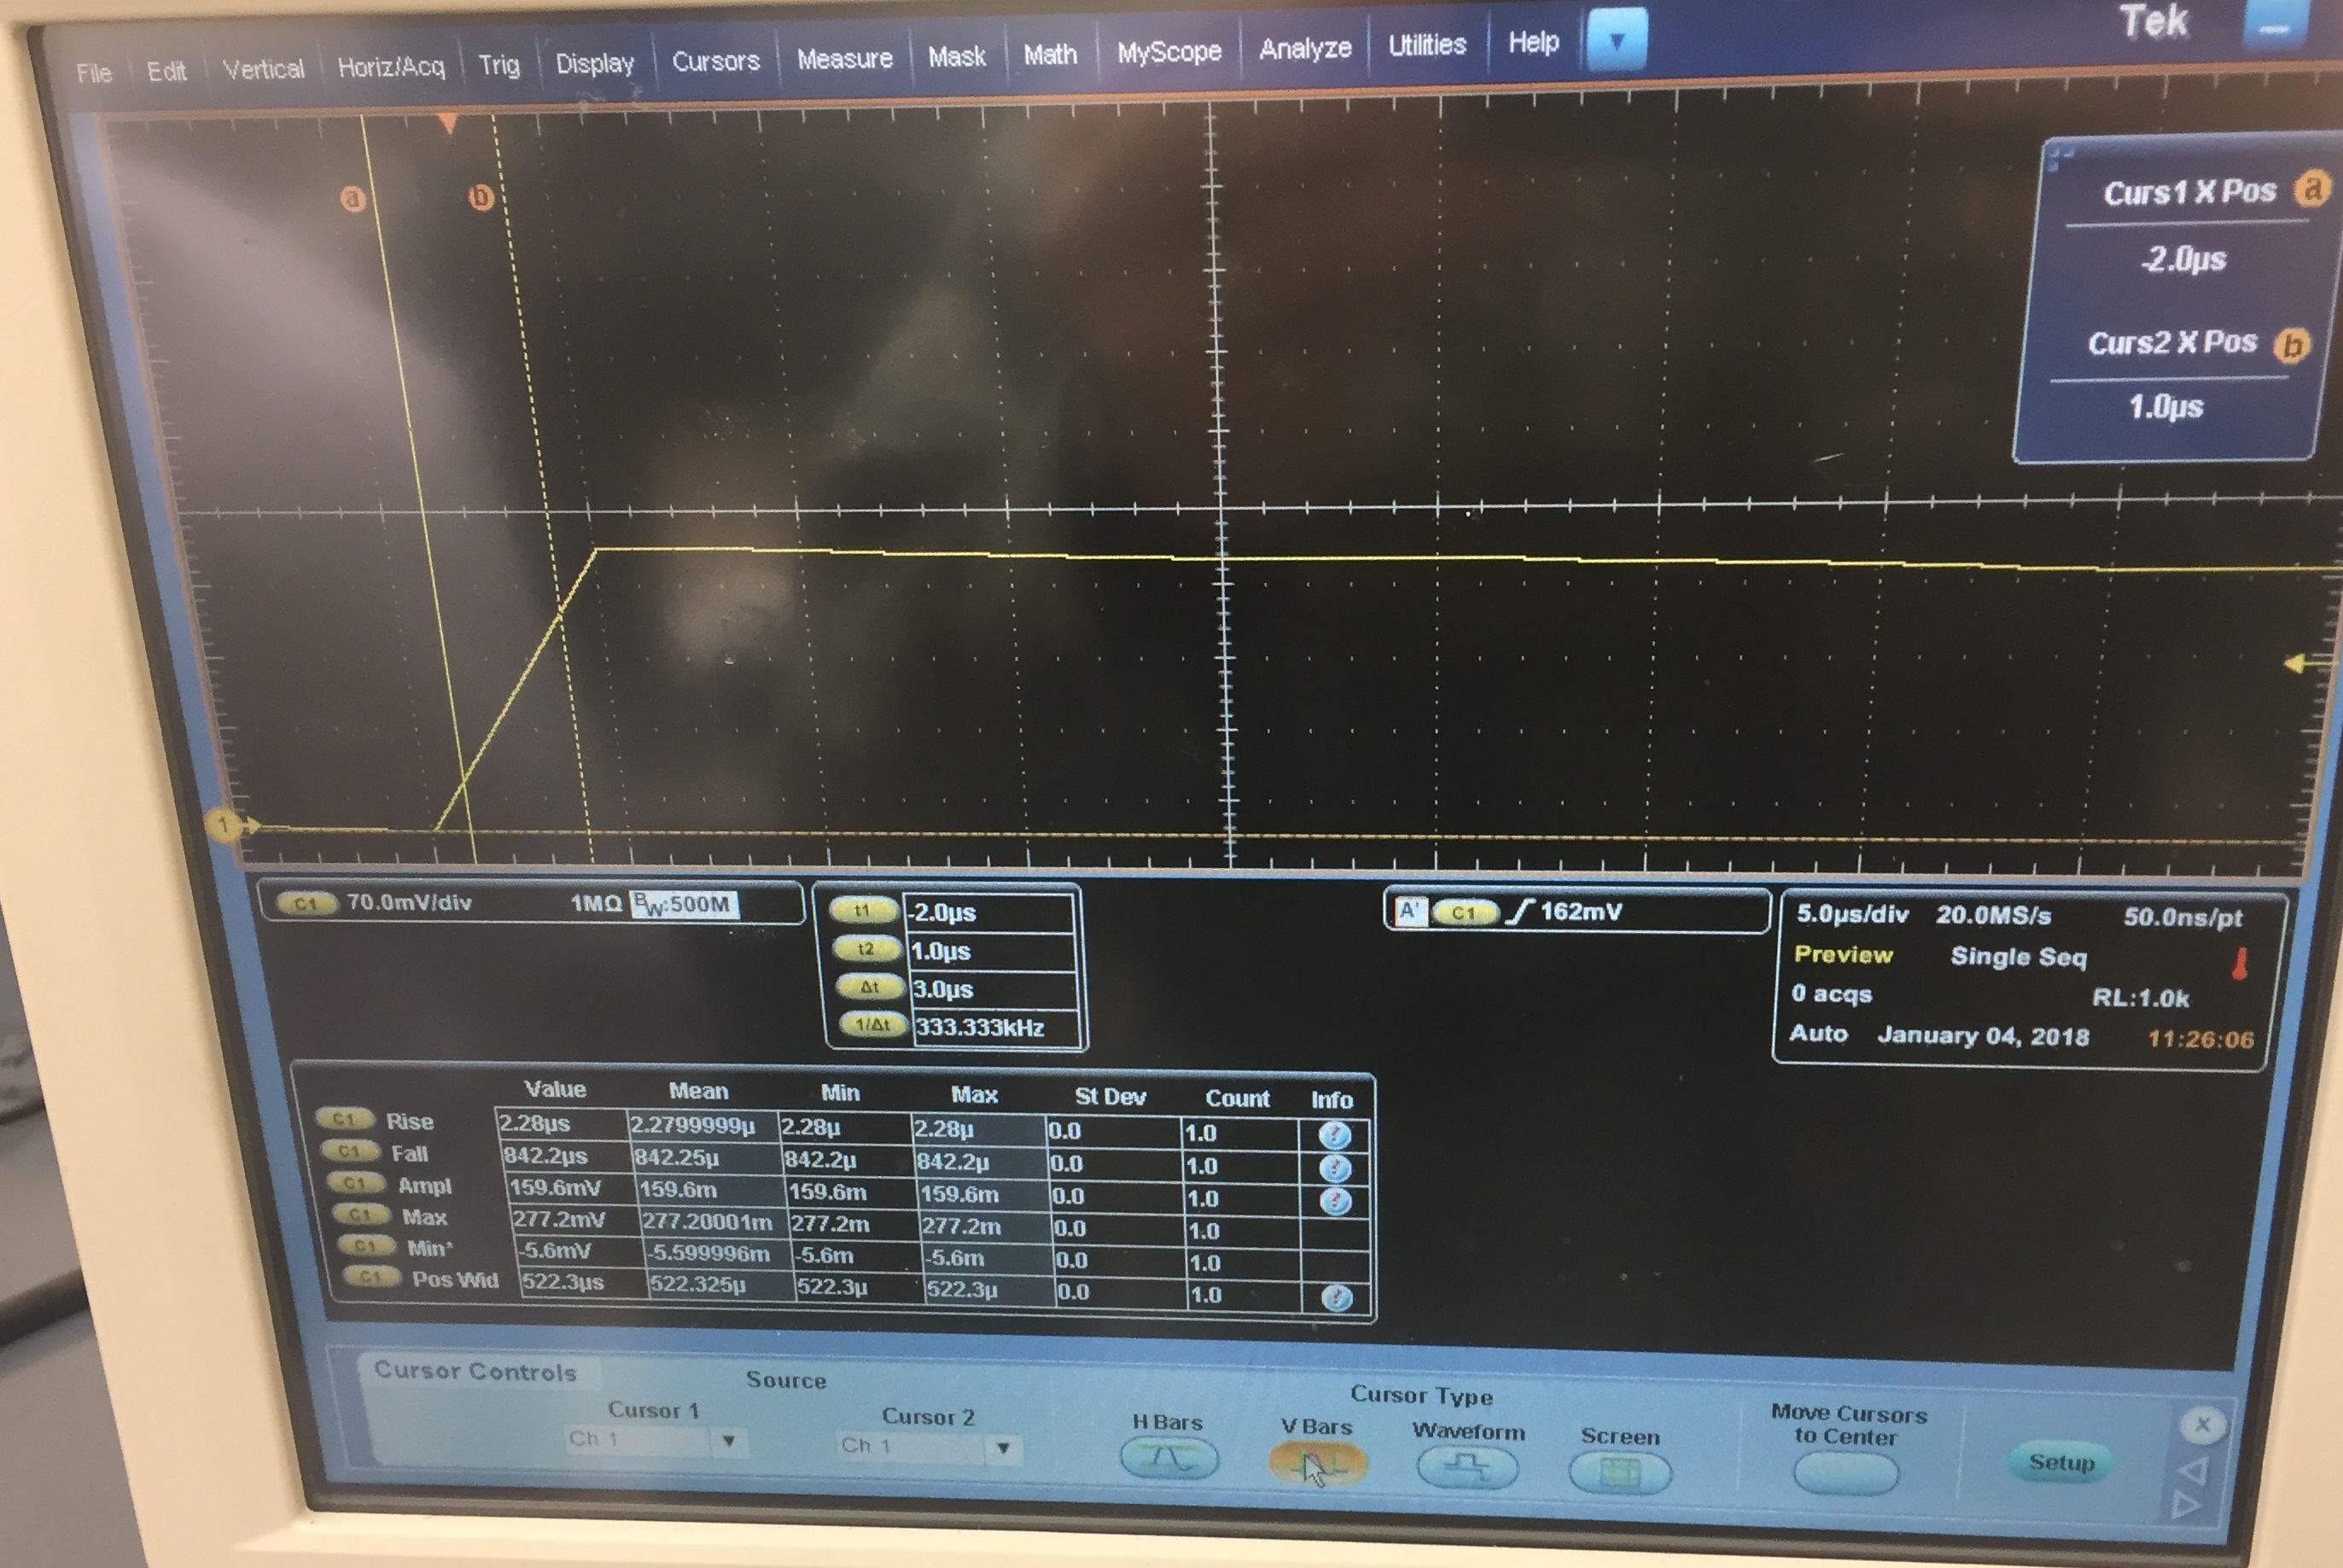 Tek
File Edit Vertical Horiz/Acq Trig Display Cursors Measure Mask Math MyScope Analyze Utilities Help
a b
Curs1 X Pos a
-2.0µs
Curs2 X Pos b
1.0µs
1
C1 70.0mV/div 1MΩ BW:500M
t1 -2.0µs
t2 1.0µs
Δt 3.0µs
1/Δt 333.333kHz
A' C1 162mV
5.0µs/div 20.0MS/s 50.0ns/pt
Preview Single Seq
0 acqs RL:1.0k
Auto January 04, 2018 11:26:06
Value Mean Min Max St Dev Count Info
C1 Rise 2.28µs 2.2799999µ 2.28µ 2.28µ 0.0 1.0
C1 Fall 842.2µs 842.25µ 842.2µ 842.2µ 0.0 1.0
C1 Ampl 159.6mV 159.6m 159.6m 159.6m 0.0 1.0
C1 Max 277.2mV 277.20001m 277.2m 277.2m 0.0 1.0
C1 Min* -5.6mV -5.599996m -5.6m -5.6m 0.0 1.0
C1 Pos Wid 522.3µs 522.325µ 522.3µ 522.3µ 0.0 1.0
Cursor Controls
Source
Cursor 1
Ch 1
Cursor 2
Ch 1
Cursor Type
H Bars V Bars Waveform Screen
Move Cursors
to Center
Setup
X